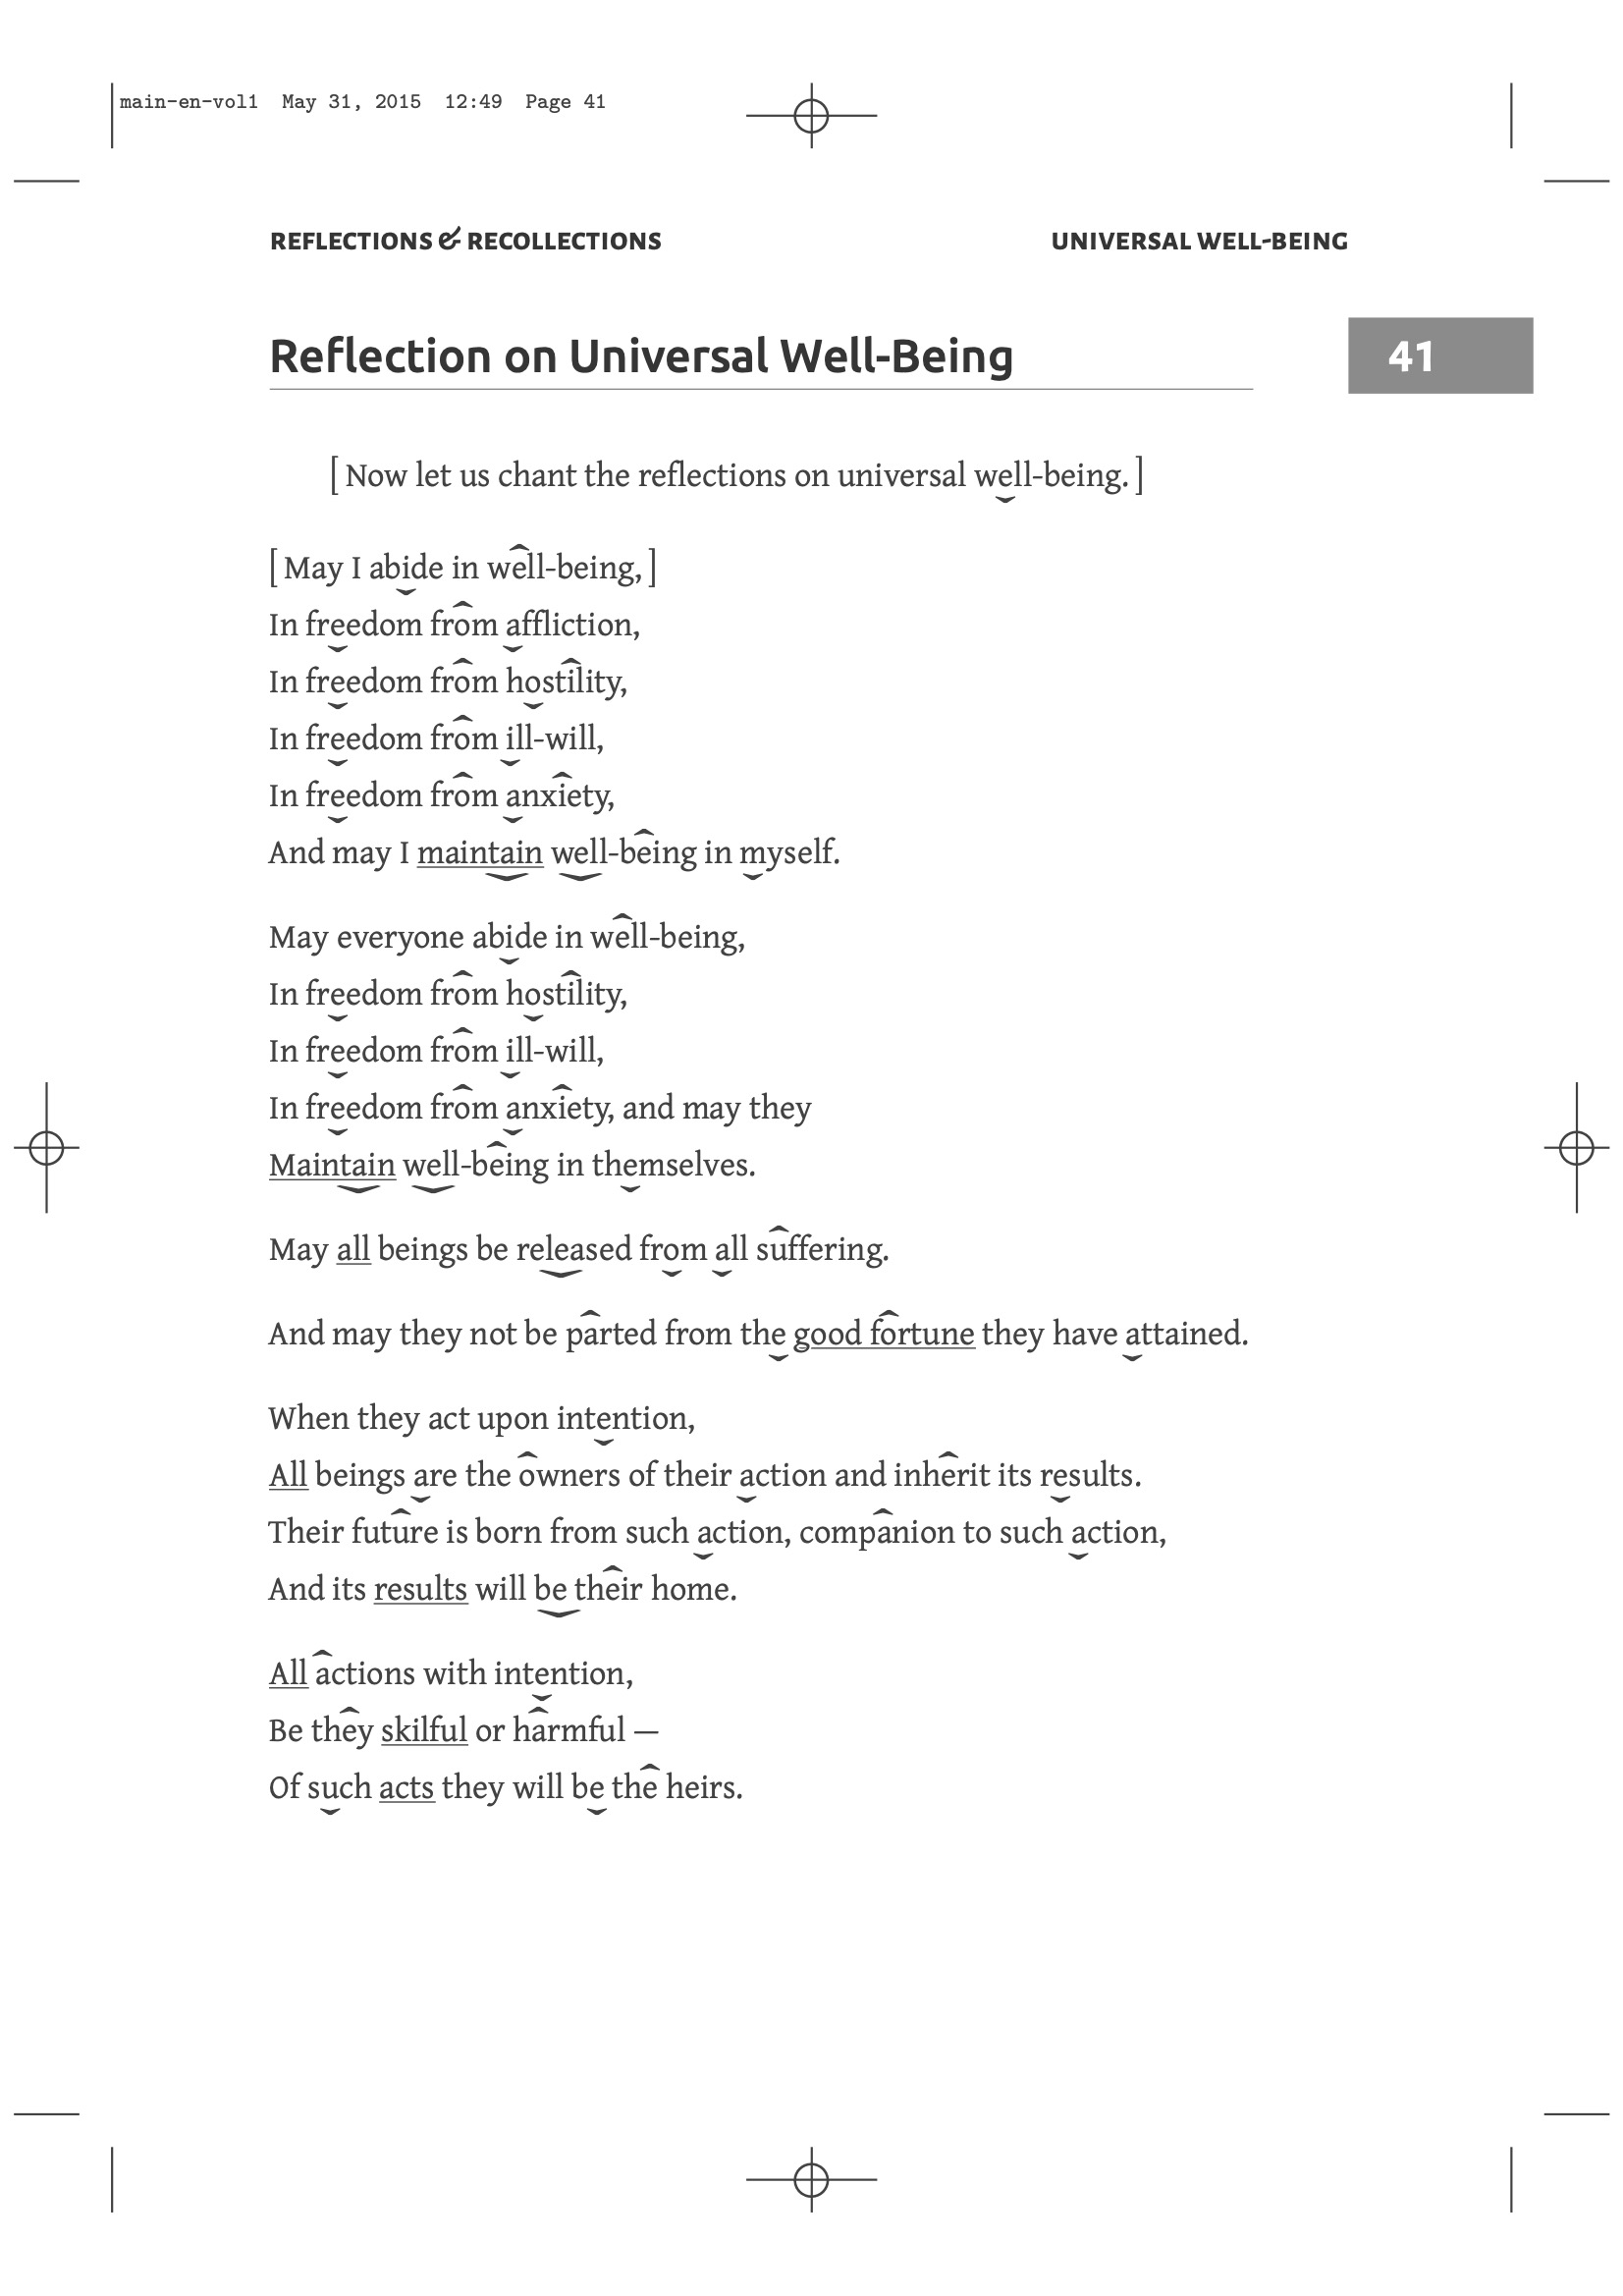 main-en-vol1 May 31, 2015 12:49 Page 41
REFLECTIONS & RECOLLECTIONS UNIVERSAL WELL-BEING
Reflection on Universal Well-Being 41
[ Now let us chant the reflections on universal well-being. ]
[ May I abide in well-being, ]
In freedom from affliction,
In freedom from hostility,
In freedom from ill-will,
In freedom from anxiety,
And may I maintain well-being in myself.
May everyone abide in well-being,
In freedom from hostility,
In freedom from ill-will,
In freedom from anxiety, and may they
Maintain well-being in themselves.
May all beings be released from all suffering.
And may they not be parted from the good fortune they have attained.
When they act upon intention,
All beings are the owners of their action and inherit its results.
Their future is born from such action, companion to such action,
And its results will be their home.
All actions with intention,
Be they skilful or harmful —
Of such acts they will be the heirs.